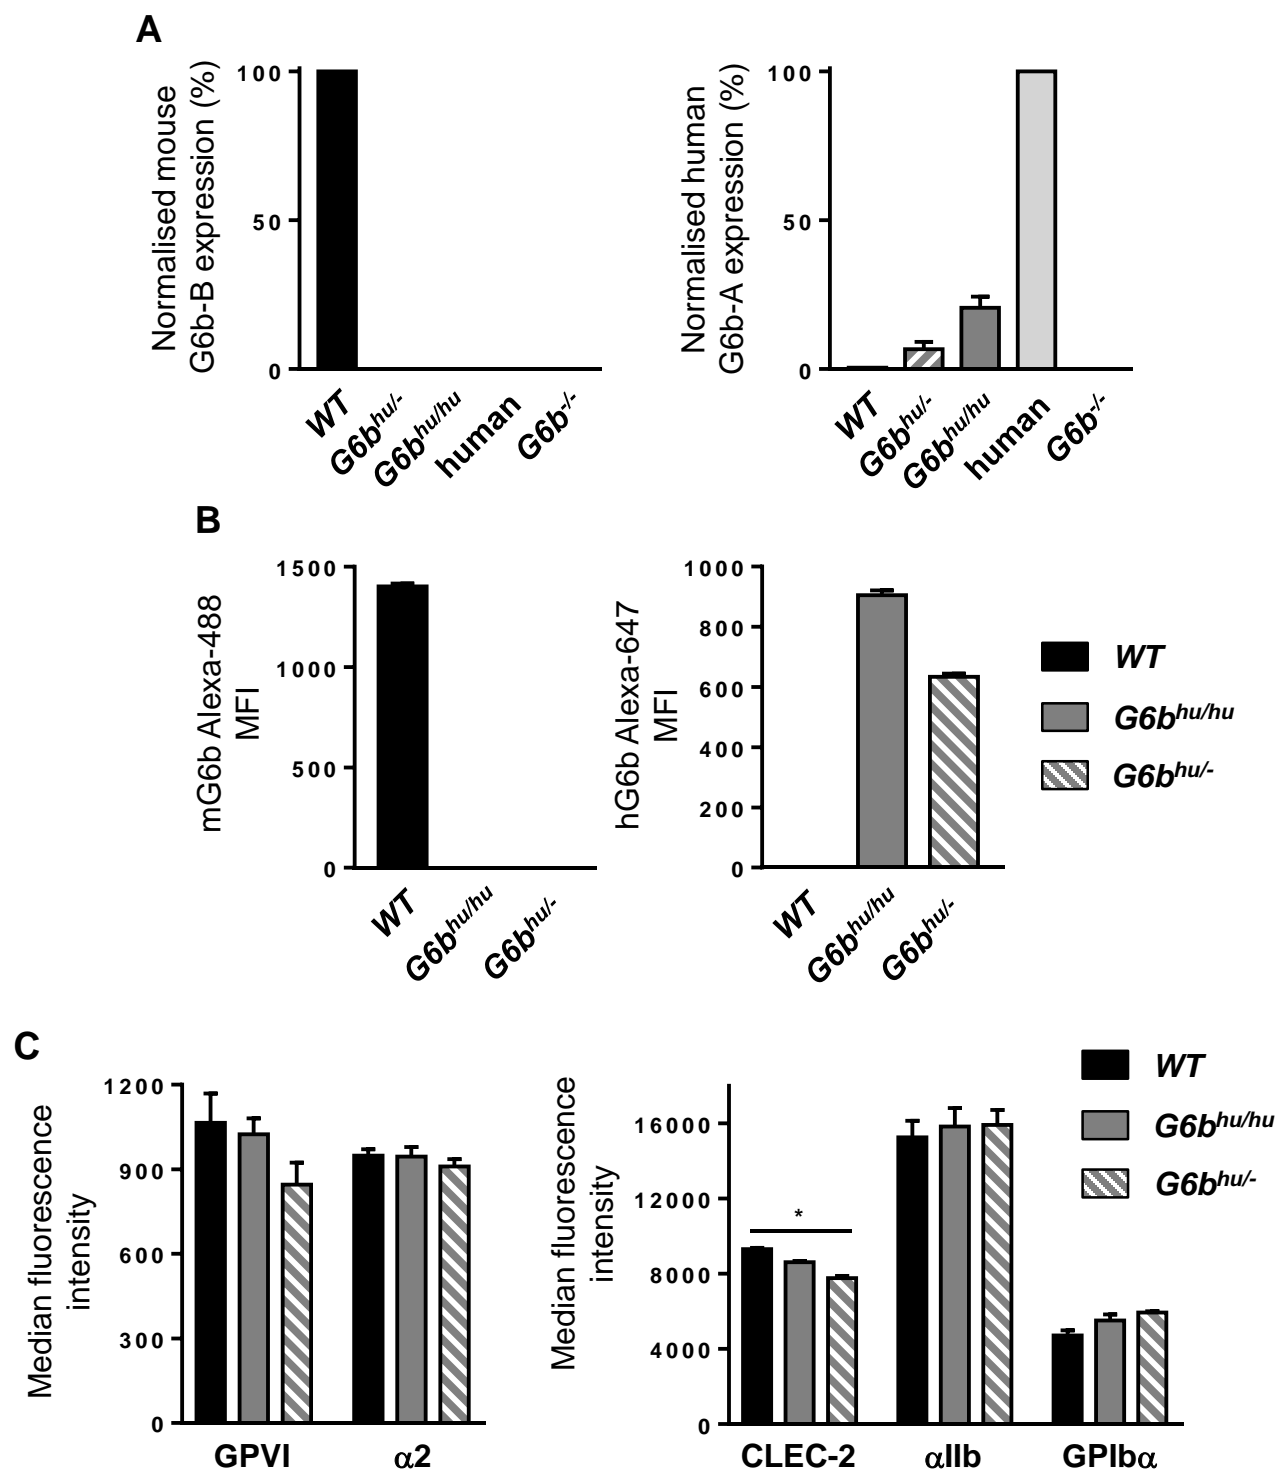 A
Normalised mouse
G6b-B expression (%)
100
50
0
WT
G6b^hu/-
G6b^hu/hu
human
G6b^-/-
Normalised human
G6b-A expression (%)
100
50
0
WT
G6b^hu/-
G6b^hu/hu
human
G6b^-/-
B
mG6b Alexa-488
MFI
1500
1000
500
0
WT
G6b^hu/hu
G6b^hu/-
hG6b Alexa-647
MFI
1000
800
600
400
200
0
WT
G6b^hu/hu
G6b^hu/-
WT
G6b^hu/hu
G6b^hu/-
C
Median fluorescence
intensity
1200
900
600
300
0
GPVI
α2
Median fluorescence
intensity
16000
12000
8000
4000
0
*
CLEC-2
αIIb
GPIbα
WT
G6b^hu/hu
G6b^hu/-